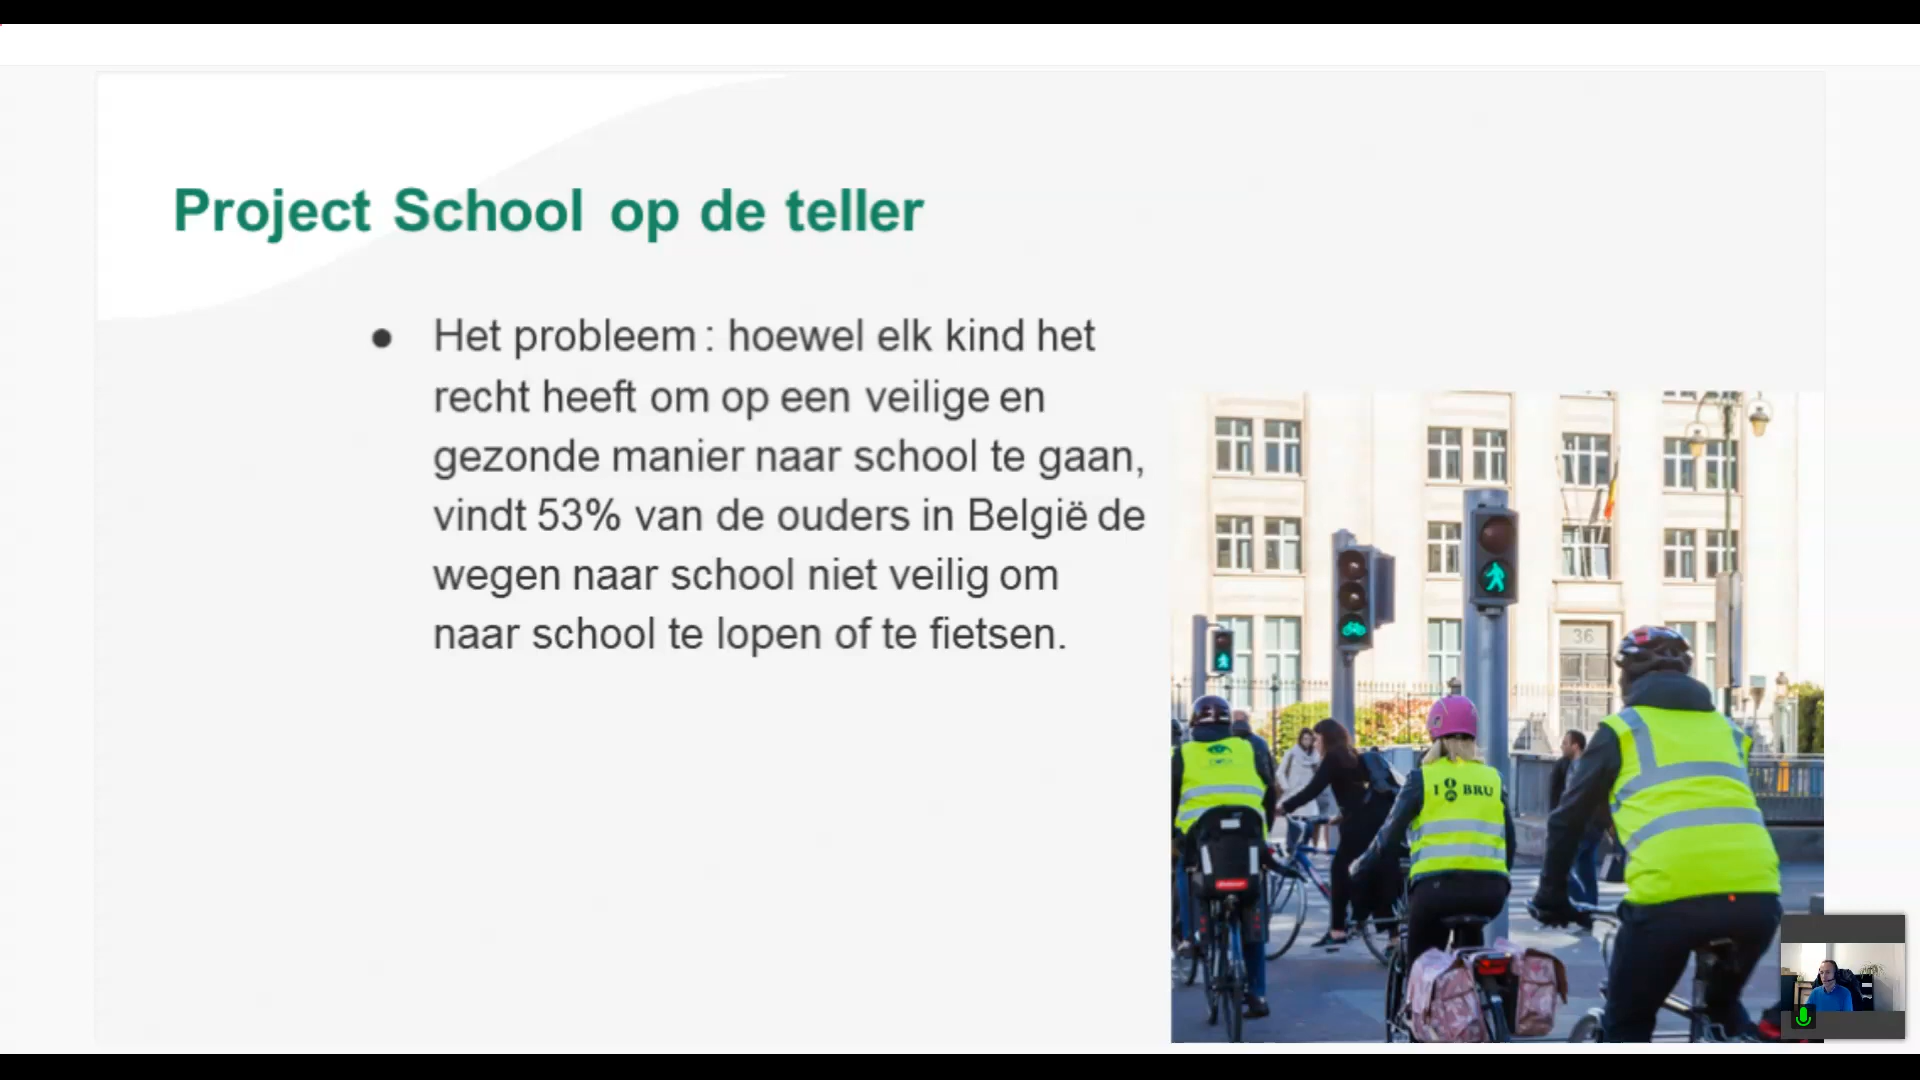 Project School op de teller
● Het probleem : hoewel elk kind het
recht heeft om op een veilige en
gezonde manier naar school te gaan,
vindt 53% van de ouders in België de
wegen naar school niet veilig om
naar school te lopen of te fietsen.
36
I BRU